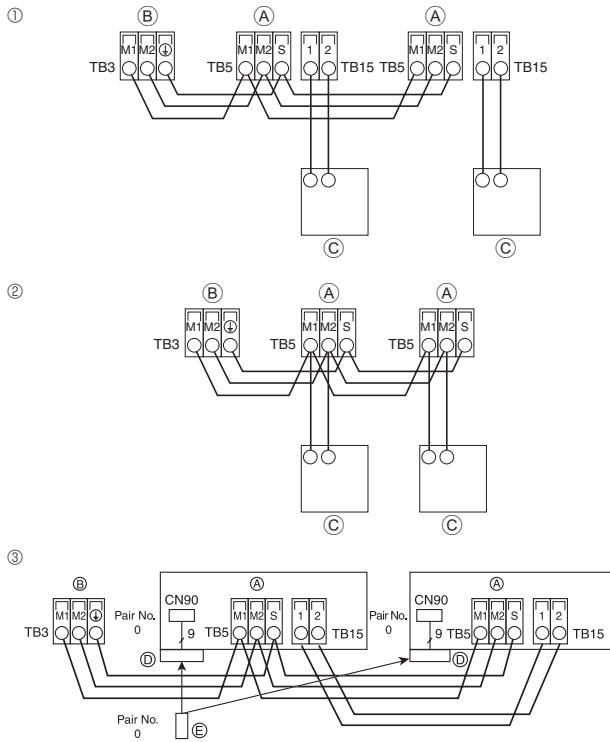 ①
Ⓑ Ⓐ Ⓐ
TB3 M1 M2 ⏚ TB5 M1 M2 S 1 2 TB15 TB5 M1 M2 S 1 2 TB15
Ⓒ Ⓒ
②
Ⓑ Ⓐ Ⓐ
TB3 M1 M2 ⏚ TB5 M1 M2 S TB5 M1 M2 S
Ⓒ Ⓒ
③
Ⓑ Ⓐ Ⓐ
CN90 CN90
Pair No. Pair No.
0 0
TB3 M1 M2 ⏚ 9 TB5 M1 M2 S 1 2 TB15 9 TB5 M1 M2 S 1 2 TB15
Ⓓ Ⓓ
Pair No.
0 Ⓔ